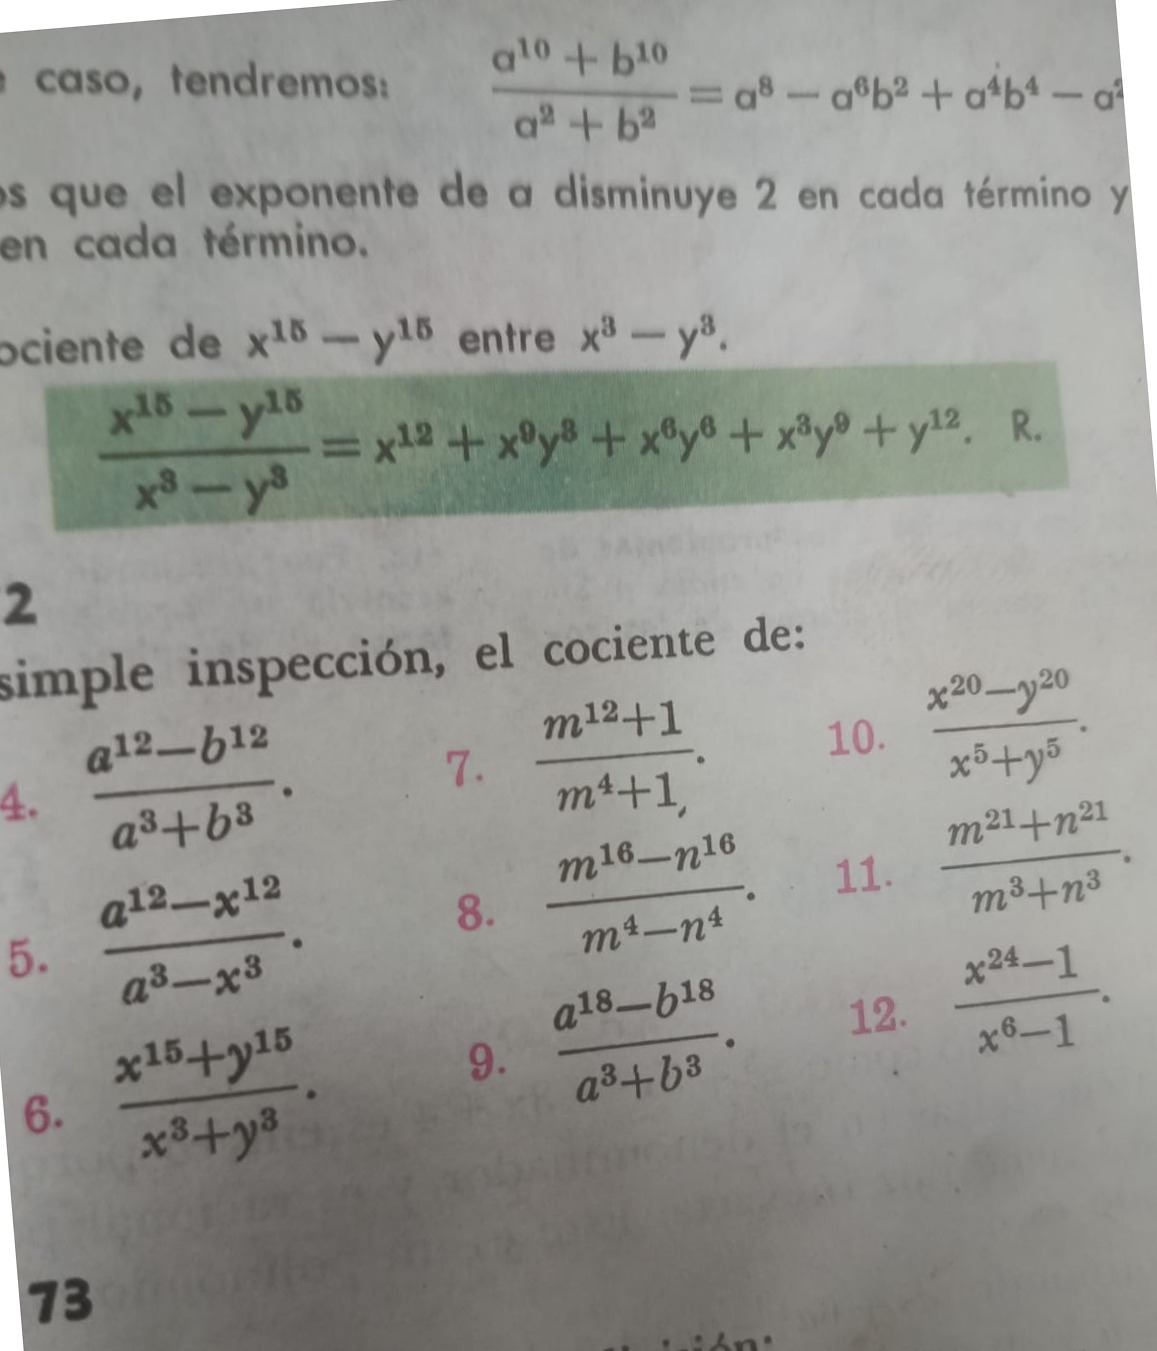 caso, tendremos: a¹⁰ + b¹⁰ / a² + b² = a⁸ − a⁶b² + a⁴b⁴ − a²
que el exponente de a disminuye 2 en cada término y
en cada término.
ociente de x¹⁵ − y¹⁵ entre x³ − y³.
x¹⁵ − y¹⁵ / x³ − y³ = x¹² + x⁹y³ + x⁶y⁶ + x³y⁹ + y¹². R.
2
simple inspección, el cociente de:
4. a¹²−b¹² / a³+b³.
5. a¹²−x¹² / a³−x³.
6. x¹⁵+y¹⁵ / x³+y³.
7. m¹²+1 / m⁴+1.
8. m¹⁶−n¹⁶ / m⁴−n⁴.
9. a¹⁸−b¹⁸ / a³+b³.
10. x²⁰−y²⁰ / x⁵+y⁵.
11. m²¹+n²¹ / m³+n³.
12. x²⁴−1 / x⁶−1.
73